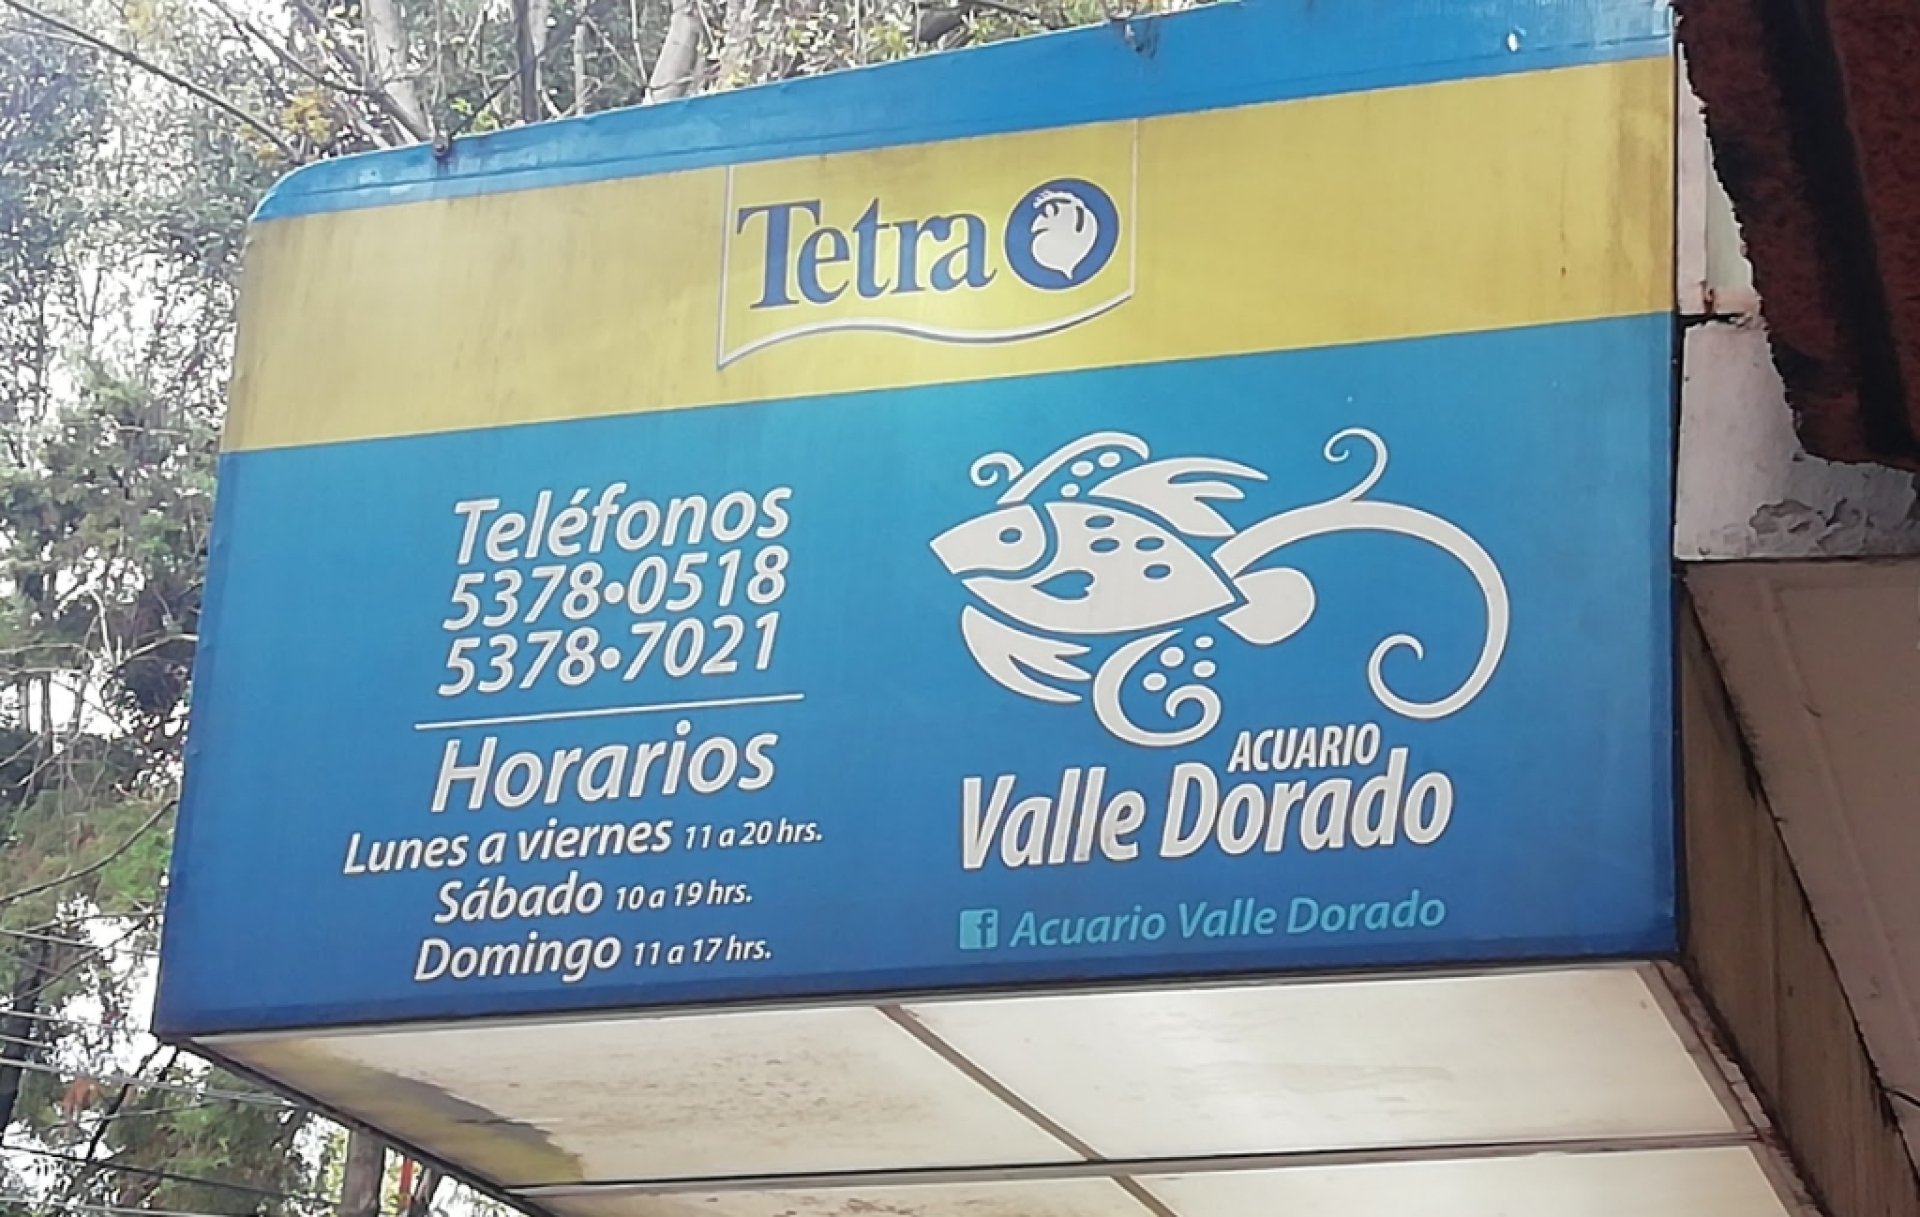 Tetra
Teléfonos
5378•0518
5378•7021
Horarios
Lunes a viernes 11 a 20 hrs.
Sábado 10 a 19 hrs.
Domingo 11 a 17 hrs.
ACUARIO
Valle Dorado
f Acuario Valle Dorado